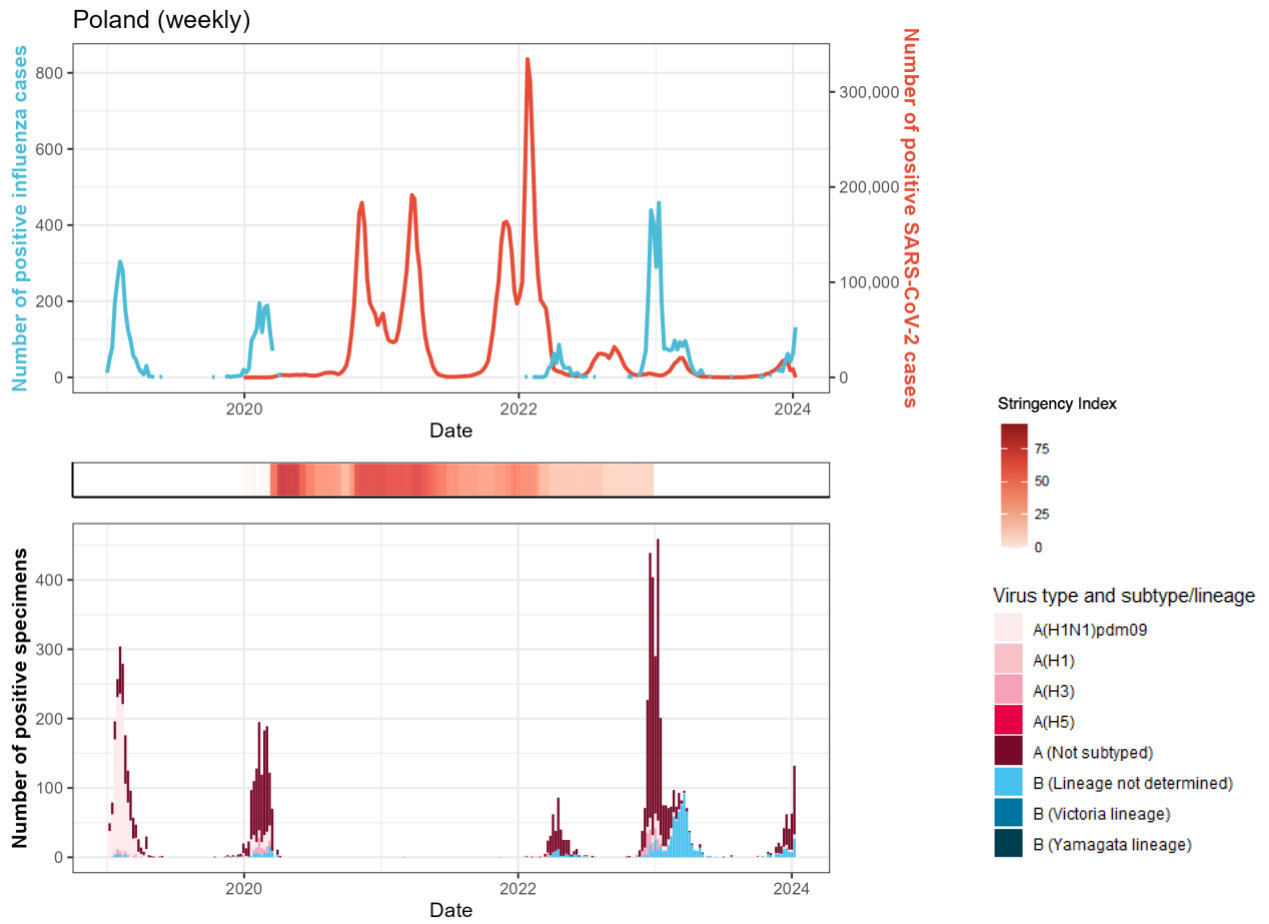 Poland (weekly)
Number of positive influenza cases
800
600
400
200
0
Number of positive SARS-CoV-2 cases
300,000
200,000
100,000
0
2020
2022
2024
Date
Stringency Index
75
50
25
0
Number of positive specimens
400
300
200
100
0
2020
2022
2024
Date
Virus type and subtype/lineage
A(H1N1)pdm09
A(H1)
A(H3)
A(H5)
A (Not subtyped)
B (Lineage not determined)
B (Victoria lineage)
B (Yamagata lineage)